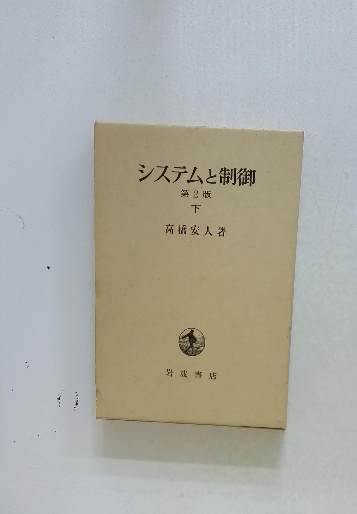 システムと制御
第2版
下
高橋安人著
岩波書店